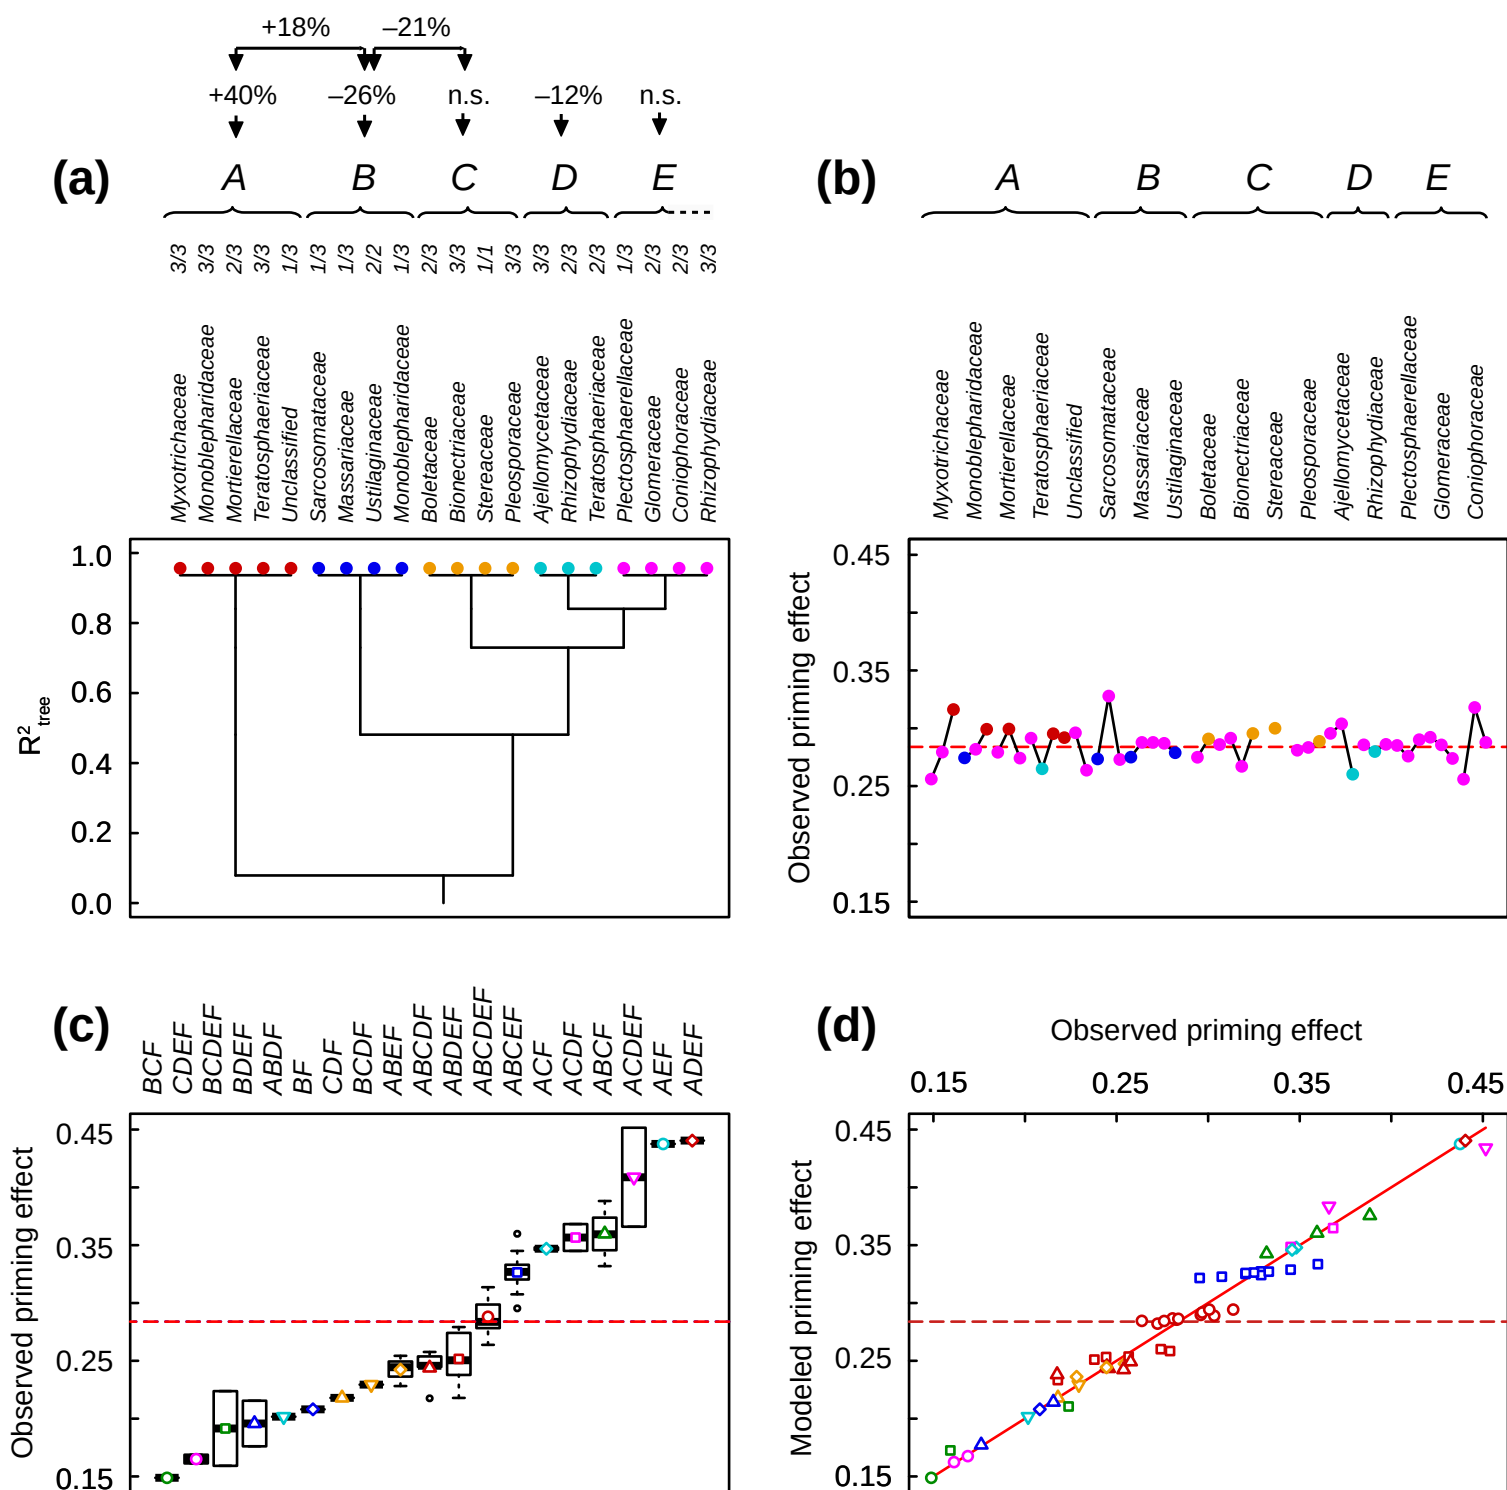 +18% –21%
+40% –26% n.s. –12% n.s.
(a) A B C D E
3/3 3/3 2/3 3/3 1/3 1/3 1/3 2/2 1/3 2/3 3/3 1/1 3/3 3/3 2/3 2/3 1/3 2/3 2/3 3/3
Myxotrichaceae
Monoblepharidaceae
Mortierellaceae
Teratosphaeriaceae
Unclassified
Sarcosomataceae
Massariaceae
Ustilaginaceae
Monoblepharidaceae
Boletaceae
Bionectriaceae
Stereaceae
Pleosporaceae
Ajellomycetaceae
Rhizophydiaceae
Teratosphaeriaceae
Plectosphaerellaceae
Glomeraceae
Coniophoraceae
Rhizophydiaceae
R²tree
1.0
0.8
0.6
0.4
0.2
0.0
(b) A B C D E
Myxotrichaceae
Monoblepharidaceae
Mortierellaceae
Teratosphaeriaceae
Unclassified
Sarcosomataceae
Massariaceae
Ustilaginaceae
Boletaceae
Bionectriaceae
Stereaceae
Pleosporaceae
Ajellomycetaceae
Rhizophydiaceae
Plectosphaerellaceae
Glomeraceae
Coniophoraceae
Observed priming effect
0.45
0.35
0.25
0.15
(c)
BCF
CDEF
BCDEF
BDEF
ABDF
BF
CDF
BCDF
ABEF
ABCDF
ABDEF
ABCDEF
ABCEF
ACF
ACDF
ABCF
ACDEF
AEF
ADEF
Observed priming effect
0.45
0.35
0.25
0.15
(d) Observed priming effect
0.15 0.25 0.35 0.45
Modeled priming effect
0.45
0.35
0.25
0.15